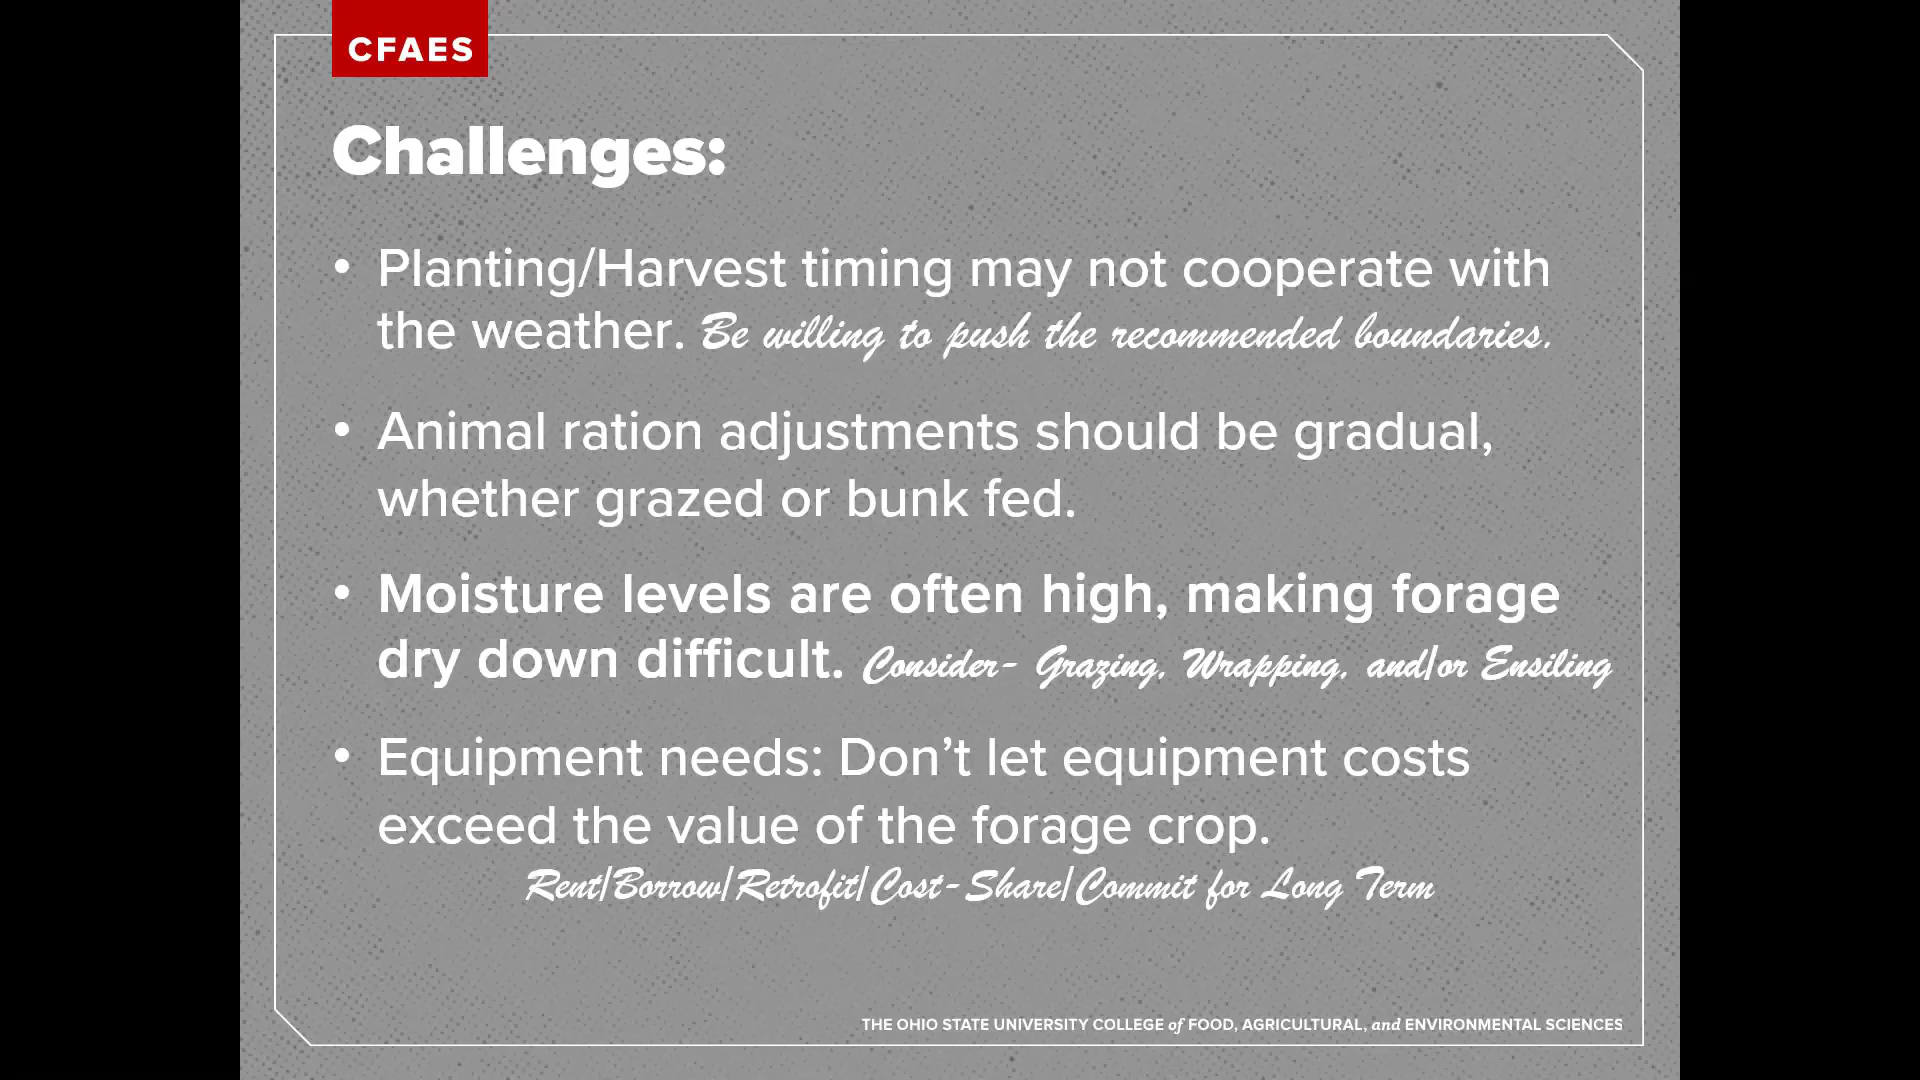 CFAES
Challenges:
• Planting/Harvest timing may not cooperate with
the weather. Be willing to push the recommended boundaries.
• Animal ration adjustments should be gradual,
whether grazed or bunk fed.
• Moisture levels are often high, making forage
dry down difficult. Consider- Grazing, Wrapping, and/or Ensiling
• Equipment needs: Don’t let equipment costs
exceed the value of the forage crop.
Rent/Borrow/Retrofit/Cost-Share/Commit for Long Term
THE OHIO STATE UNIVERSITY COLLEGE of FOOD, AGRICULTURAL, and ENVIRONMENTAL SCIENCES